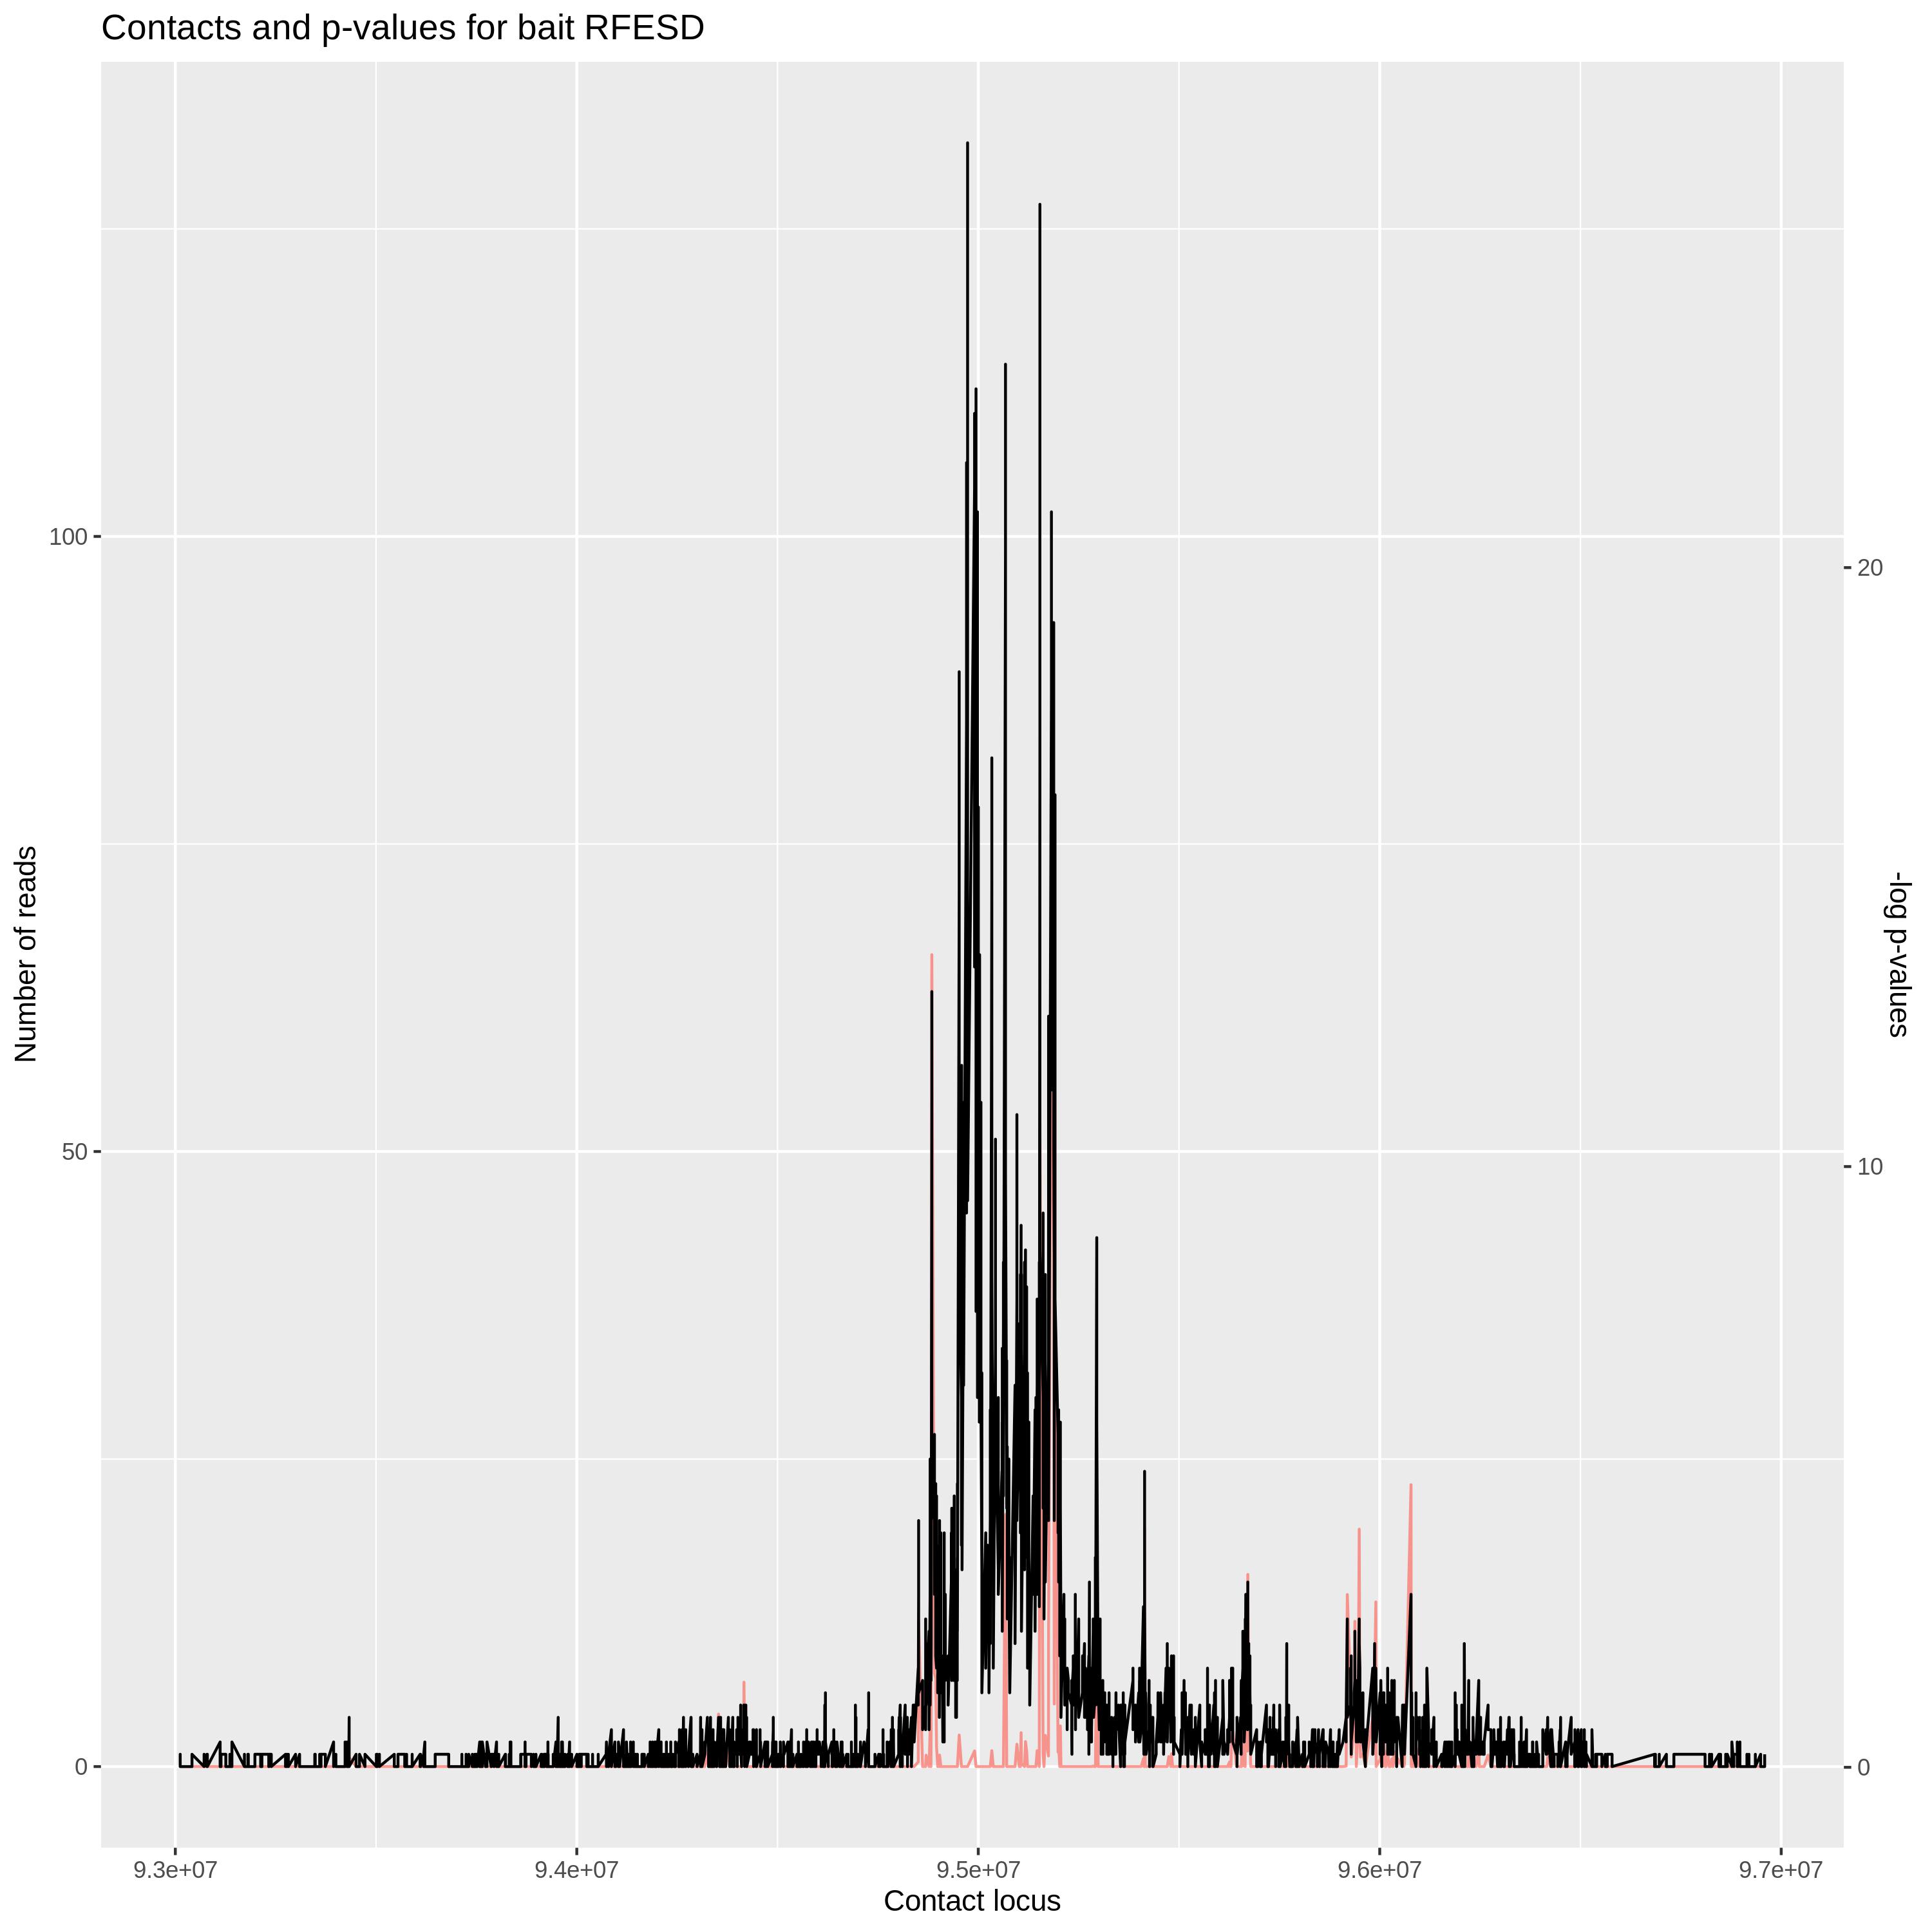 Contacts and p-values for bait RFESD
Number of reads
100
50
0
20
10
0
-log p-values
9.3e+07
9.4e+07
9.5e+07
9.6e+07
9.7e+07
Contact locus